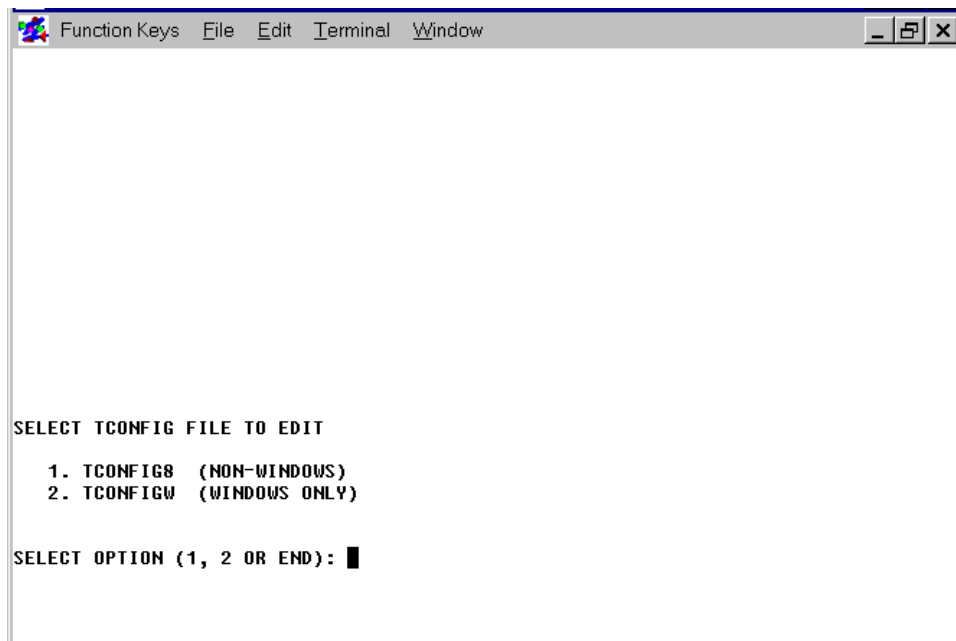 Function Keys File Edit Terminal Window
SELECT TCONFIG FILE TO EDIT
1. TCONFIG8 (NON-WINDOWS)
2. TCONFIGW (WINDOWS ONLY)
SELECT OPTION (1, 2 OR END):